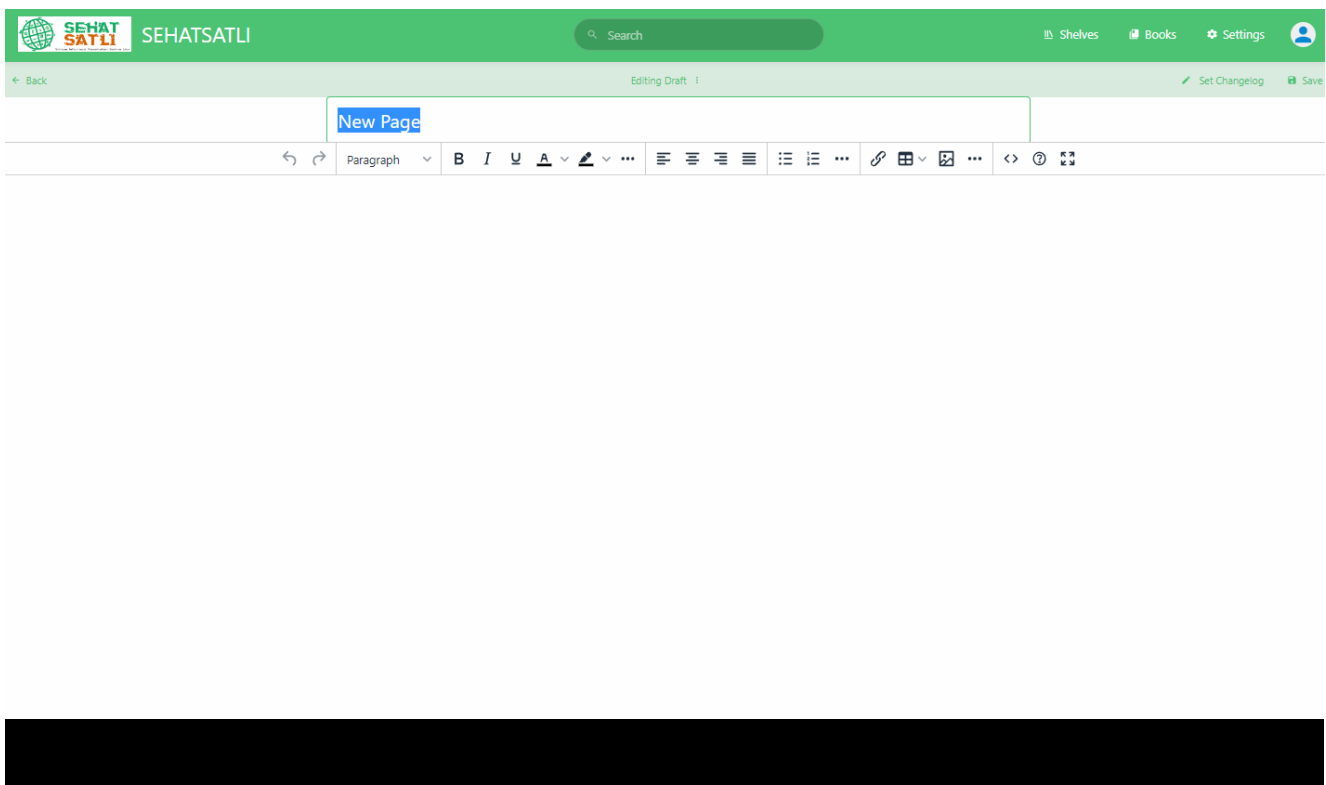 SEHAT
SATLI
SEHATSATLI
Search
Shelves
Books
Settings
Back
Editing Draft
Set Changelog
Save
New Page
Paragraph
B I U A